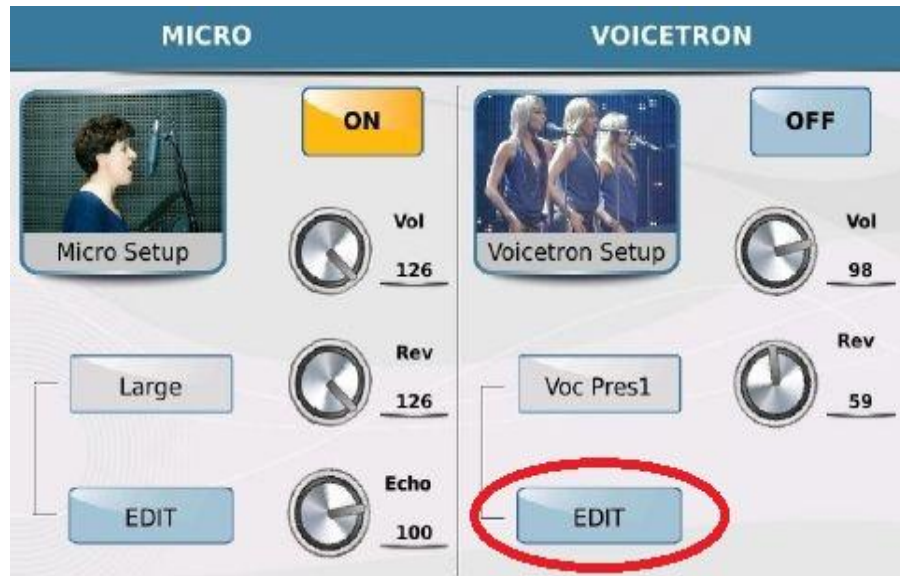 MICRO
VOICETRON
ON
OFF
Micro Setup
Vol
126
Voicetron Setup
Vol
98
Large
Rev
126
Voc Pres1
Rev
59
EDIT
Echo
100
EDIT